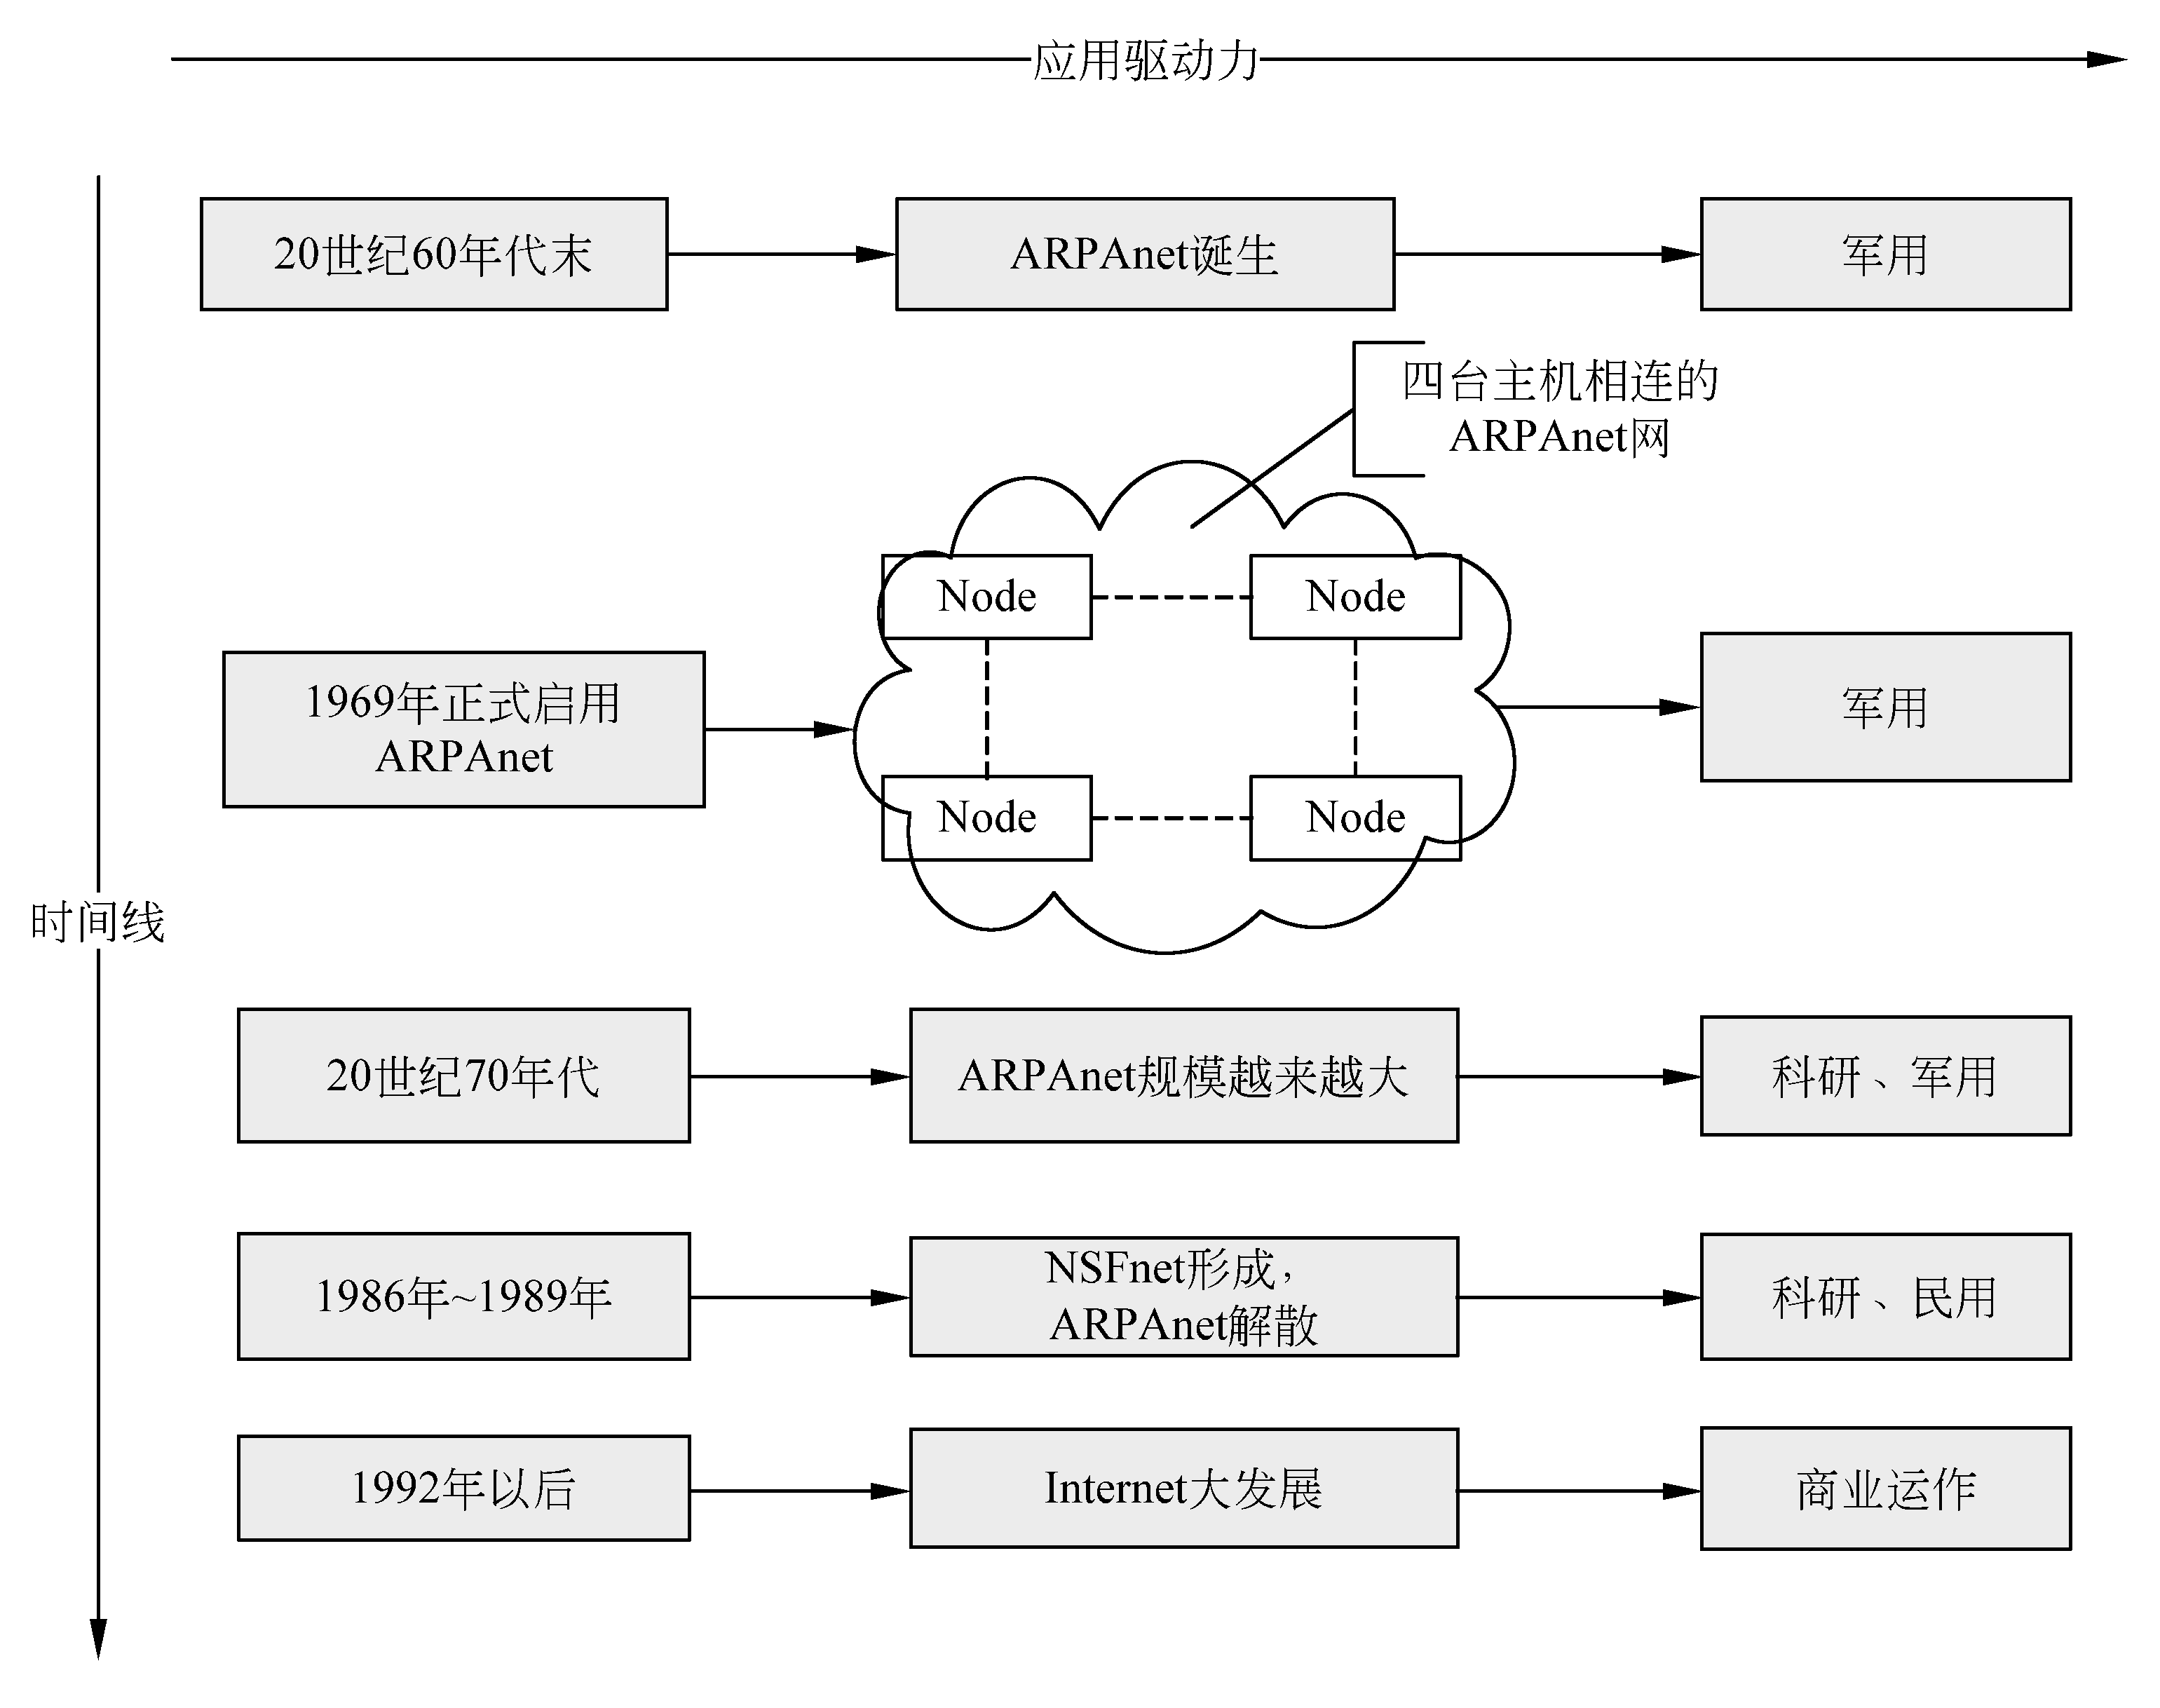 应用驱动力
20世纪60年代末
ARPAnet诞生
军用
四台主机相连的
ARPAnet网
Node
Node
1969年正式启用
ARPAnet
军用
Node
Node
时间线
20世纪70年代
ARPAnet规模越来越大
科研、军用
1986年~1989年
NSFnet形成，
ARPAnet解散
科研、民用
1992年以后
Internet大发展
商业运作